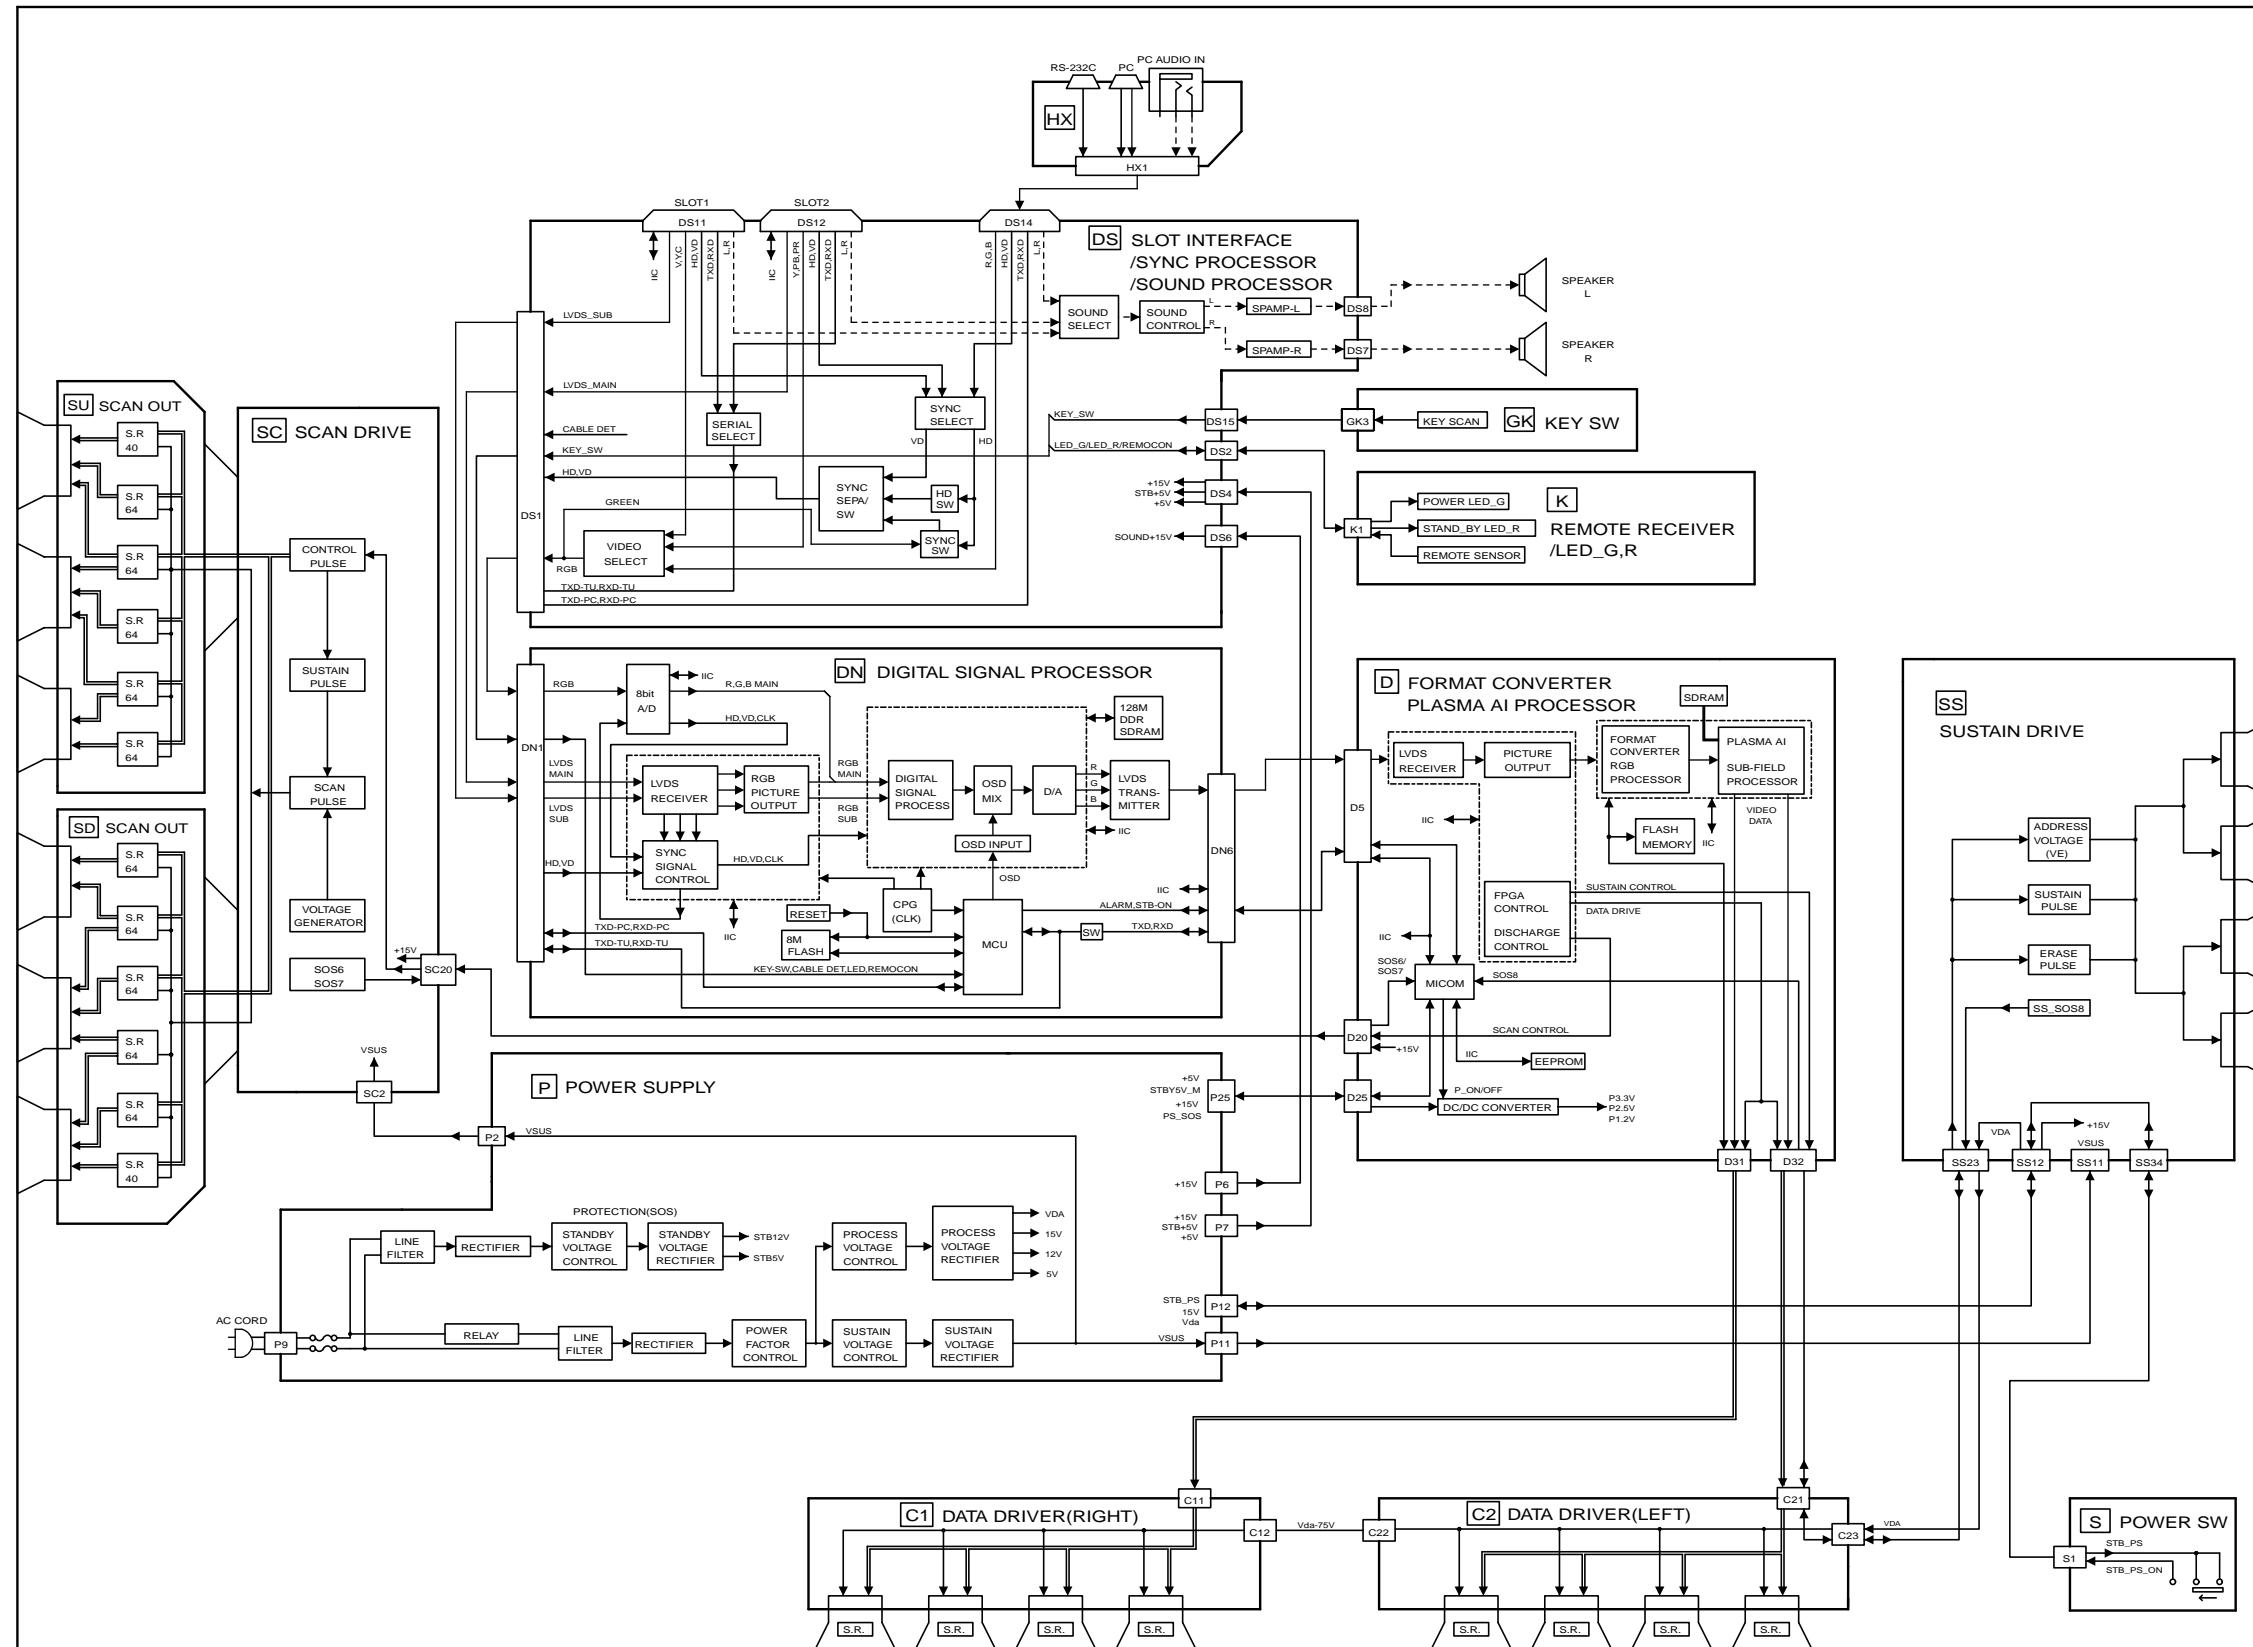 RS-232C
PC
PC AUDIO IN
HX
HX1
SLOT1
SLOT2
DS11
DS12
DS14
IIC
V,Y,C
HD,VD
TXD,RXD
L,R
IIC
Y,PB,PR
HD,VD
TXD,RXD
L,R
R,G,B
HD,VD
TXD,RXD
L,R
DS
SLOT INTERFACE
/SYNC PROCESSOR
/SOUND PROCESSOR
SOUND
SELECT
SOUND
CONTROL
L
R
SPAMP-L
SPAMP-R
DS8
DS7
SPEAKER
L
SPEAKER
R
DS1
LVDS_SUB
LVDS_MAIN
CABLE DET
KEY_SW
HD,VD
GREEN
RGB
TXD-TU,RXD-TU
TXD-PC,RXD-PC
SERIAL
SELECT
SYNC
SELECT
VD
HD
SYNC
SEPA/
SW
HD
SW
SYNC
SW
VIDEO
SELECT
KEY_SW
LED_G/LED_R/REMOCON
+15V
STB+5V
+5V
SOUND+15V
DS15
DS2
DS4
DS6
GK3
KEY SCAN
GK
KEY SW
K
REMOTE RECEIVER
/LED_G,R
K1
POWER LED_G
STAND_BY LED_R
REMOTE SENSOR
SU
SCAN OUT
S.R
40
S.R
64
S.R
64
S.R
64
S.R
64
S.R
64
SD
SCAN OUT
S.R
64
S.R
64
S.R
64
S.R
64
S.R
64
S.R
40
SC
SCAN DRIVE
CONTROL
PULSE
SUSTAIN
PULSE
SCAN
PULSE
VOLTAGE
GENERATOR
SOS6
SOS7
+15V
SC20
VSUS
SC2
DN
DIGITAL SIGNAL PROCESSOR
DN1
RGB
8bit
A/D
IIC
R,G,B MAIN
HD,VD,CLK
LVDS
MAIN
LVDS
SUB
HD,VD
LVDS
RECEIVER
RGB
PICTURE
OUTPUT
SYNC
SIGNAL
CONTROL
RGB
MAIN
RGB
SUB
HD,VD,CLK
DIGITAL
SIGNAL
PROCESS
OSD
MIX
D/A
R
G
B
LVDS
TRANS-
MITTER
128M
DDR
SDRAM
OSD INPUT
OSD
IIC
IIC
IIC
DN6
CPG
(CLK)
RESET
8M
FLASH
MCU
SW
ALARM,STB-ON
TXD,RXD
TXD-PC,RXD-PC
TXD-TU,RXD-TU
KEY-SW,CABLE DET,LED,REMOCON
D
FORMAT CONVERTER
PLASMA AI PROCESSOR
D5
LVDS
RECEIVER
PICTURE
OUTPUT
SDRAM
FORMAT
CONVERTER
RGB
PROCESSOR
PLASMA AI
SUB-FIELD
PROCESSOR
IIC
FLASH
MEMORY
IIC
VIDEO
DATA
FPGA
CONTROL
DISCHARGE
CONTROL
SUSTAIN CONTROL
DATA DRIVE
IIC
SOS6/
SOS7
MICOM
SOS8
SCAN CONTROL
D20
+15V
IIC
EEPROM
P_ON/OFF
D25
DC/DC CONVERTER
P3.3V
P2.5V
P1.2V
D31
D32
SS
SUSTAIN DRIVE
ADDRESS
VOLTAGE
(VE)
SUSTAIN
PULSE
ERASE
PULSE
SS_SOS8
VDA
+15V
VSUS
SS23
SS12
SS11
SS34
P
POWER SUPPLY
P2
VSUS
+5V
STBY5V_M
+15V
PS_SOS
P25
+15V
P6
+15V
STB+5V
+5V
P7
STB_PS
15V
Vda
P12
VSUS
P11
PROTECTION(SOS)
LINE
FILTER
RECTIFIER
STANDBY
VOLTAGE
CONTROL
STANDBY
VOLTAGE
RECTIFIER
STB12V
STB5V
PROCESS
VOLTAGE
CONTROL
PROCESS
VOLTAGE
RECTIFIER
VDA
15V
12V
5V
AC CORD
P9
RELAY
LINE
FILTER
RECTIFIER
POWER
FACTOR
CONTROL
SUSTAIN
VOLTAGE
CONTROL
SUSTAIN
VOLTAGE
RECTIFIER
C1
DATA DRIVER(RIGHT)
C11
C12
Vda-75V
C22
C2
DATA DRIVER(LEFT)
C21
C23
VDA
S.R.
S.R.
S.R.
S.R.
S.R.
S.R.
S.R.
S.R.
S
POWER SW
S1
STB_PS
STB_PS_ON